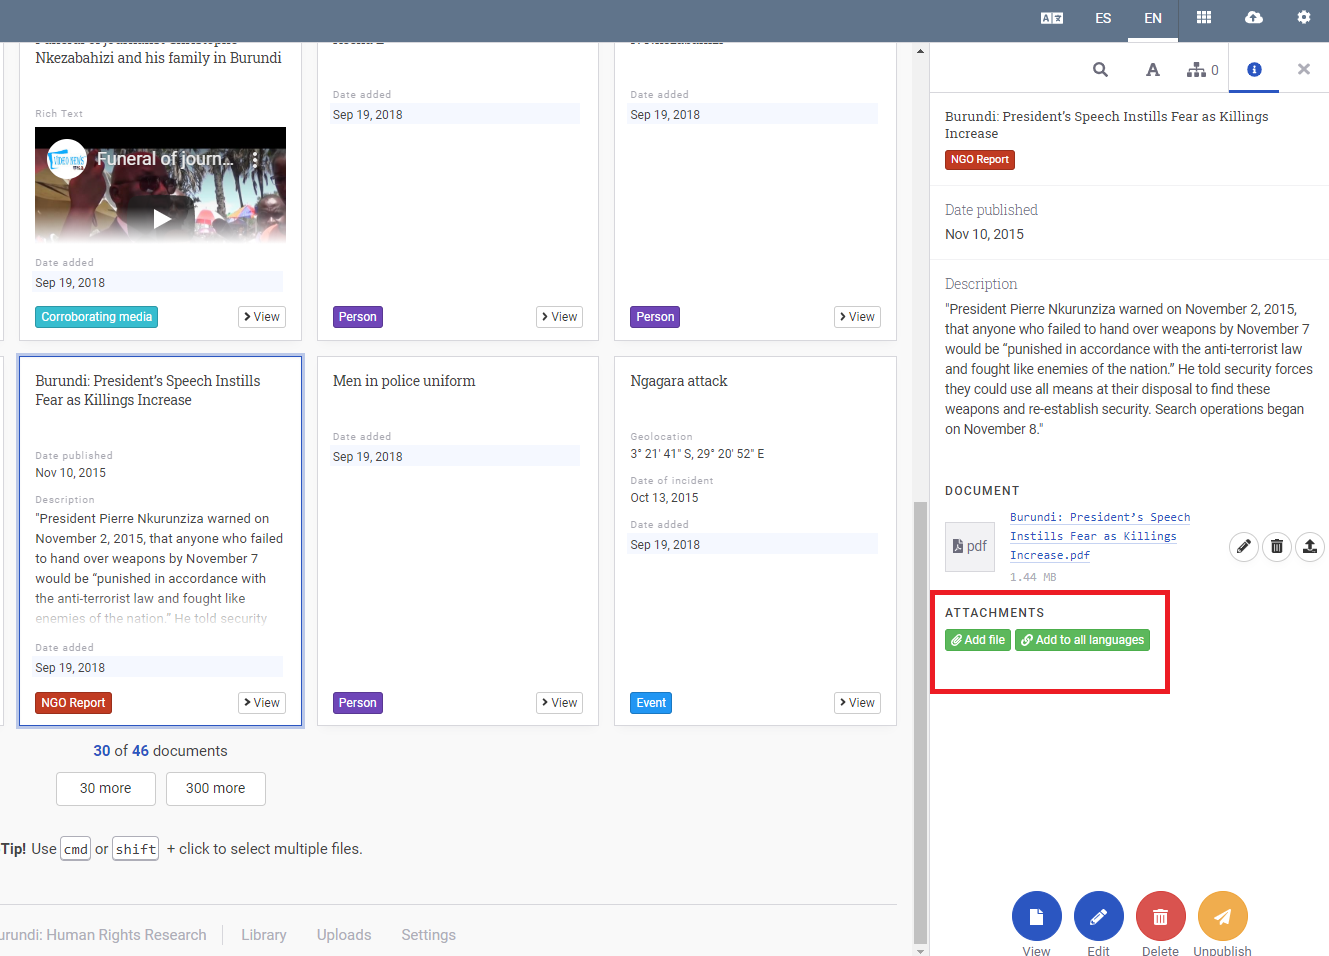 ES
EN
Nkezabahizi and his family in Burundi
Rich Text
VIDEO NEWS
Funeral of journ...
Date added
Sep 19, 2018
Corroborating media
View
Date added
Sep 19, 2018
Person
View
Date added
Sep 19, 2018
Person
View
Burundi: President’s Speech Instills
Fear as Killings Increase
Date published
Nov 10, 2015
Description
"President Pierre Nkurunziza warned on
November 2, 2015, that anyone who failed
to hand over weapons by November 7
would be “punished in accordance with
the anti-terrorist law and fought like
enemies of the nation.” He told security
Date added
Sep 19, 2018
NGO Report
View
Men in police uniform
Date added
Sep 19, 2018
Person
View
Ngagara attack
Geolocation
3° 21' 41" S, 29° 20' 52" E
Date of incident
Oct 13, 2015
Date added
Sep 19, 2018
Event
View
30 of 46 documents
30 more
300 more
Tip! Use cmd or shift + click to select multiple files.
urundi: Human Rights Research
Library
Uploads
Settings
A
0
Burundi: President’s Speech Instills Fear as Killings
Increase
NGO Report
Date published
Nov 10, 2015
Description
"President Pierre Nkurunziza warned on November 2, 2015,
that anyone who failed to hand over weapons by November 7
would be “punished in accordance with the anti-terrorist law
and fought like enemies of the nation.” He told security forces
they could use all means at their disposal to find these
weapons and re-establish security. Search operations began
on November 8."
DOCUMENT
pdf
Burundi: President’s Speech
Instills Fear as Killings
Increase.pdf
1.44 MB
ATTACHMENTS
Add file
Add to all languages
View
Edit
Delete
Unpublish